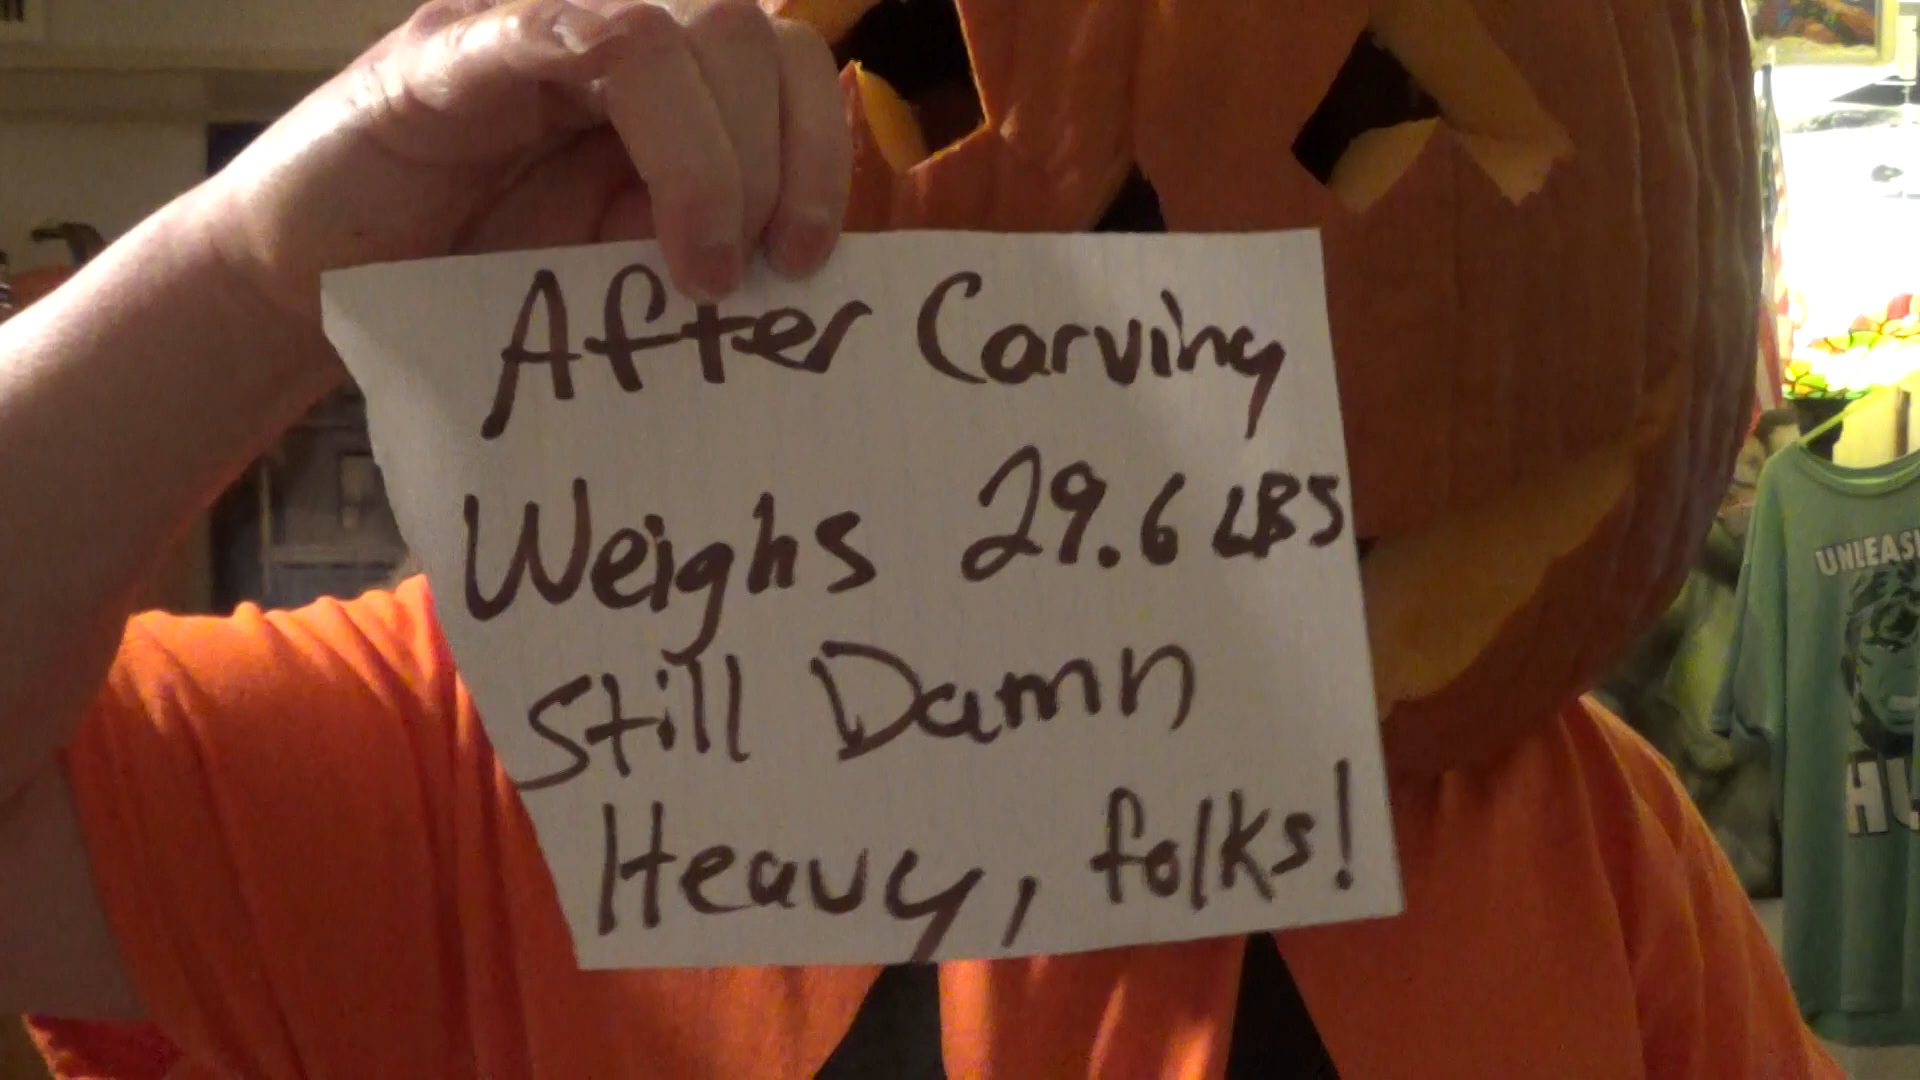 After Carving
Weighs 29.6 LBS
Still Damn
Heavy, folks!